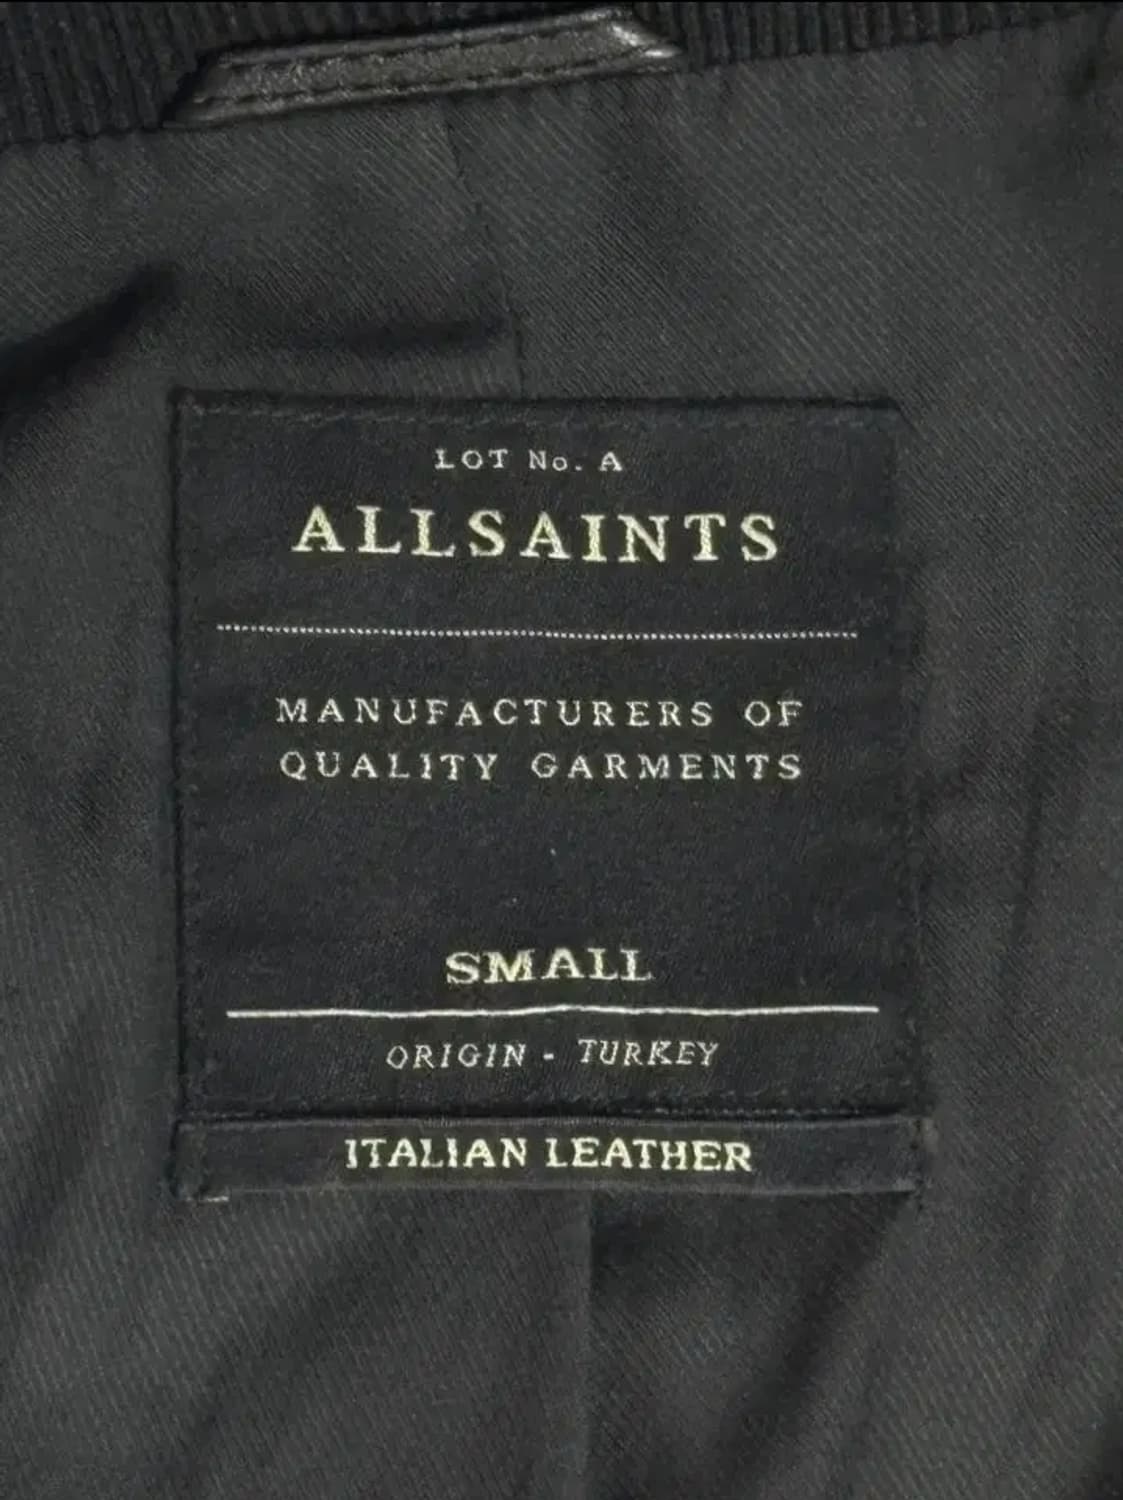 LOT No. A
ALLSAINTS
MANUFACTURERS OF
QUALITY GARMENTS
SMALL
ORIGIN - TURKEY
ITALIAN LEATHER